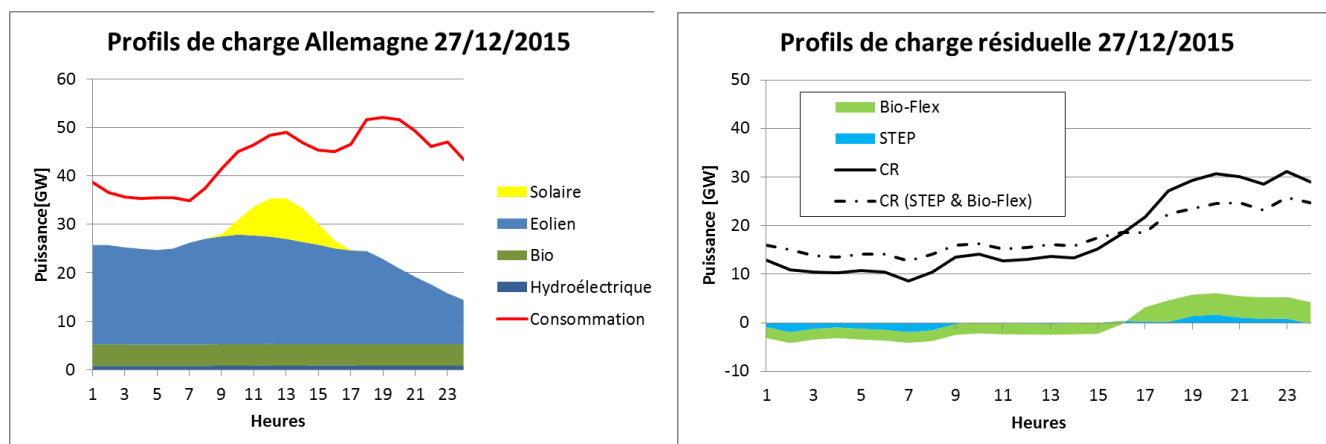 Profils de charge Allemagne 27/12/2015
60
50
40
30
20
10
0
Puissance[GW]
1 3 5 7 9 11 13 15 17 19 21 23
Heures
Solaire
Eolien
Bio
Hydroélectrique
Consommation
Profils de charge résiduelle 27/12/2015
50
40
30
20
10
0
-10
Puissance [GW]
Bio-Flex
STEP
CR
CR (STEP & Bio-Flex)
1 3 5 7 9 11 13 15 17 19 21 23
Heures